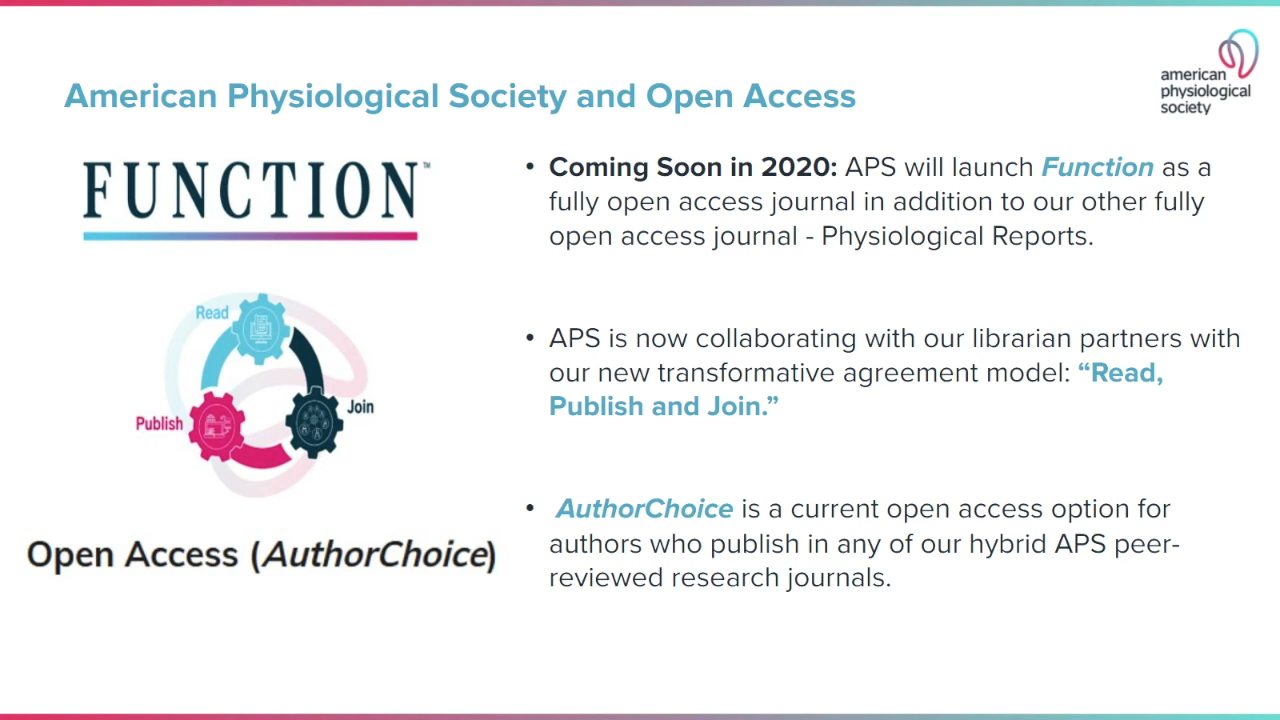 american
physiological
society
American Physiological Society and Open Access
FUNCTION™
• Coming Soon in 2020: APS will launch Function as a
fully open access journal in addition to our other fully
open access journal - Physiological Reports.
Read
Publish
Join
• APS is now collaborating with our librarian partners with
our new transformative agreement model: “Read,
Publish and Join.”
Open Access (AuthorChoice)
• AuthorChoice is a current open access option for
authors who publish in any of our hybrid APS peer-
reviewed research journals.